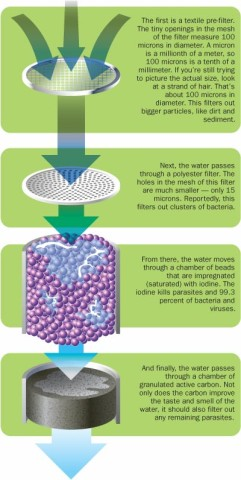 The first is a textile pre-filter.
The tiny openings in the mesh
of the filter measure 100
microns in diameter. A micron
is a millionth of a meter, so
100 microns is a tenth of a
millimeter. If you're still trying
to picture the actual size, look
at a strand of hair. That's
about 100 microns in
diameter. This filters out
bigger particles, like dirt and
sediment.
Next, the water passes
through a polyester filter. The
holes in the mesh of this filter
are much smaller — only 15
microns. Reportedly, this
filters out clusters of bacteria.
From there, the water moves
through a chamber of beads
that are impregnated
(saturated) with iodine. The
iodine kills parasites and 99.3
percent of bacteria and
viruses.
And finally, the water passes
through a chamber of
granulated active carbon. Not
only does the carbon improve
the taste and smell of the
water, it should also filter out
any remaining parasites.